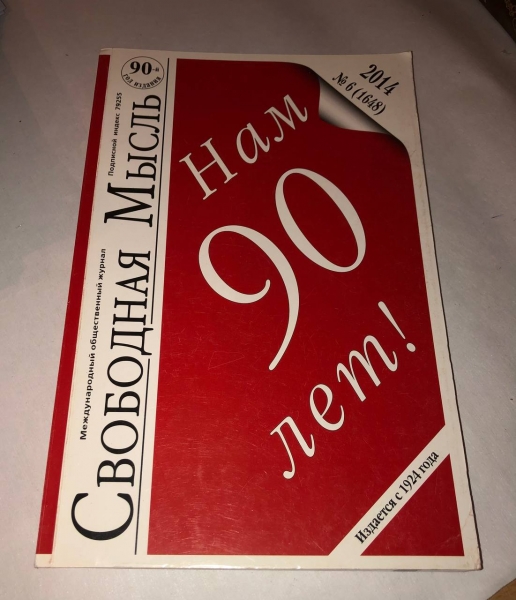 90-й
год издания
Подписной индекс 79255
Международный общественный журнал
Свободная Мысль
2014
№ 6 (1648)
Нам
90
лет!
Издается с 1924 года